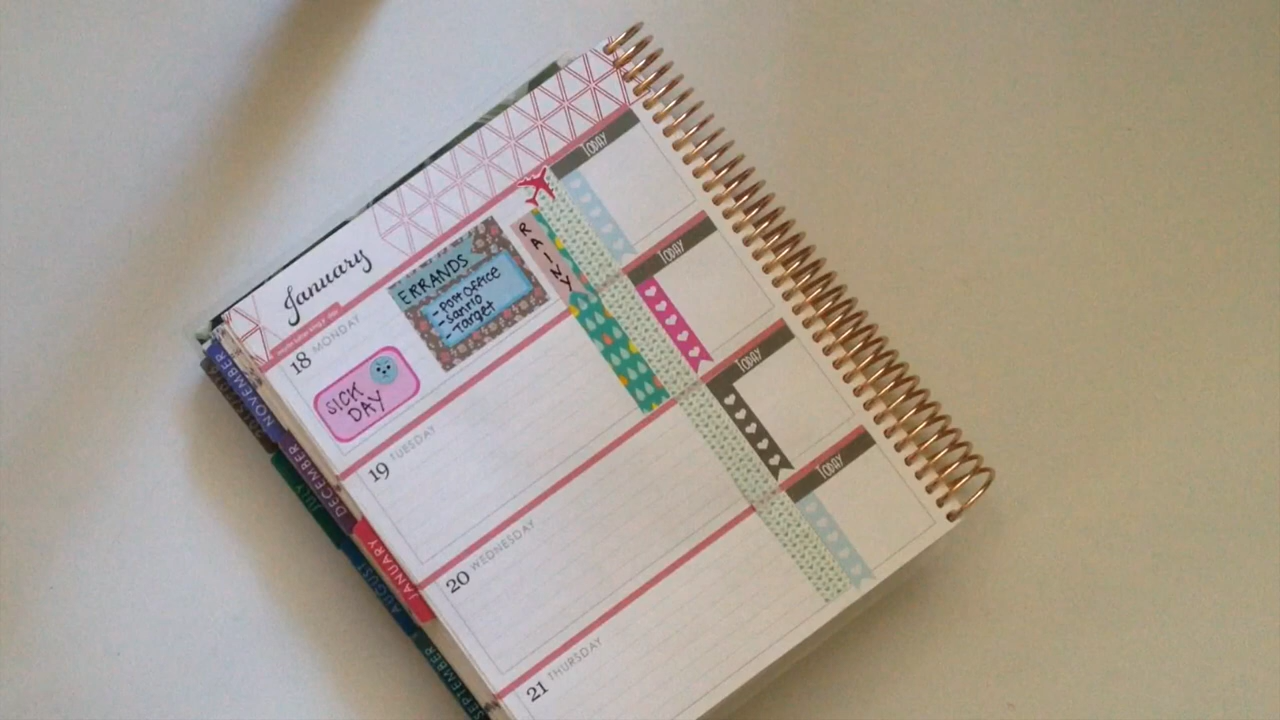 January
18 MONDAY
SICK
DAY
ERRANDS
- POST OFFICE
- SANRIO
- Target
RAINY
TODAY
19 TUESDAY
TODAY
20 WEDNESDAY
TODAY
21 THURSDAY
TODAY
NOVEMBER
DECEMBER
JULY
JANUARY
AUGUST
SEPTEMBER